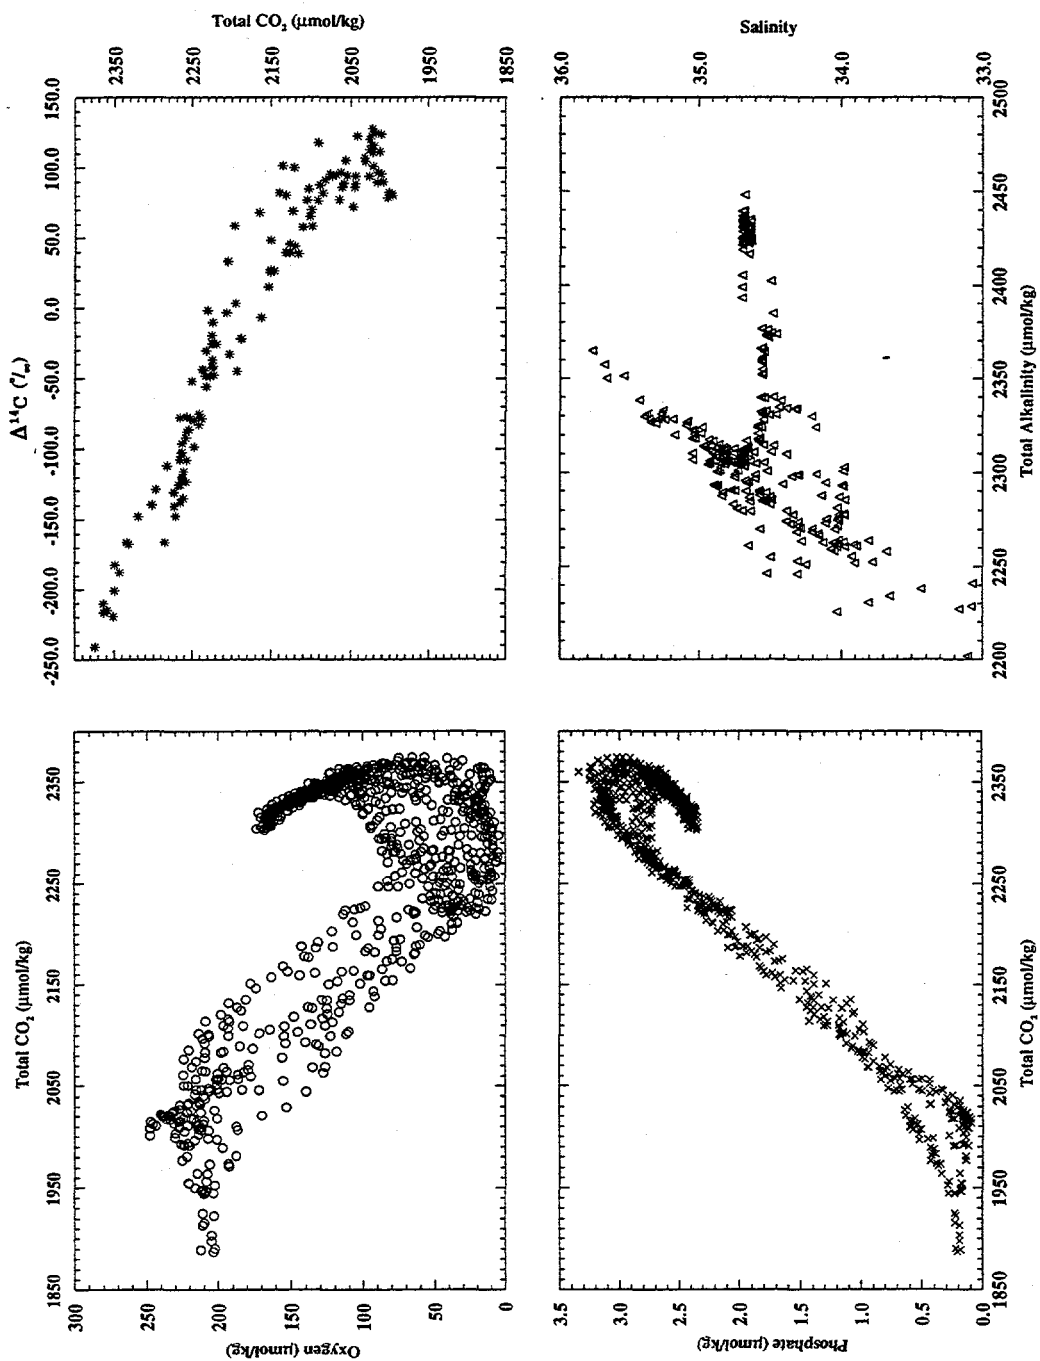 Total CO₂ (μmol/kg)
1850 1950 2050 2150 2250 2350
300
250
200
150
100
50
0
Oxygen (μmol/kg)
Δ¹⁴C (°/∞)
-250.0 -200.0 -150.0 -100.0 -50.0 0.0 50.0 100.0 150.0
2350
2250
2150
2050
1950
1850
Total CO₂ (μmol/kg)
3.5
3.0
2.5
2.0
1.5
1.0
0.5
0.0
Phosphate (μmol/kg)
1850 1950 2050 2150 2250 2350
Total CO₂ (μmol/kg)
36.0
35.0
34.0
33.0
Salinity
2200 2250 2300 2350 2400 2450 2500
Total Alkalinity (μmol/kg)